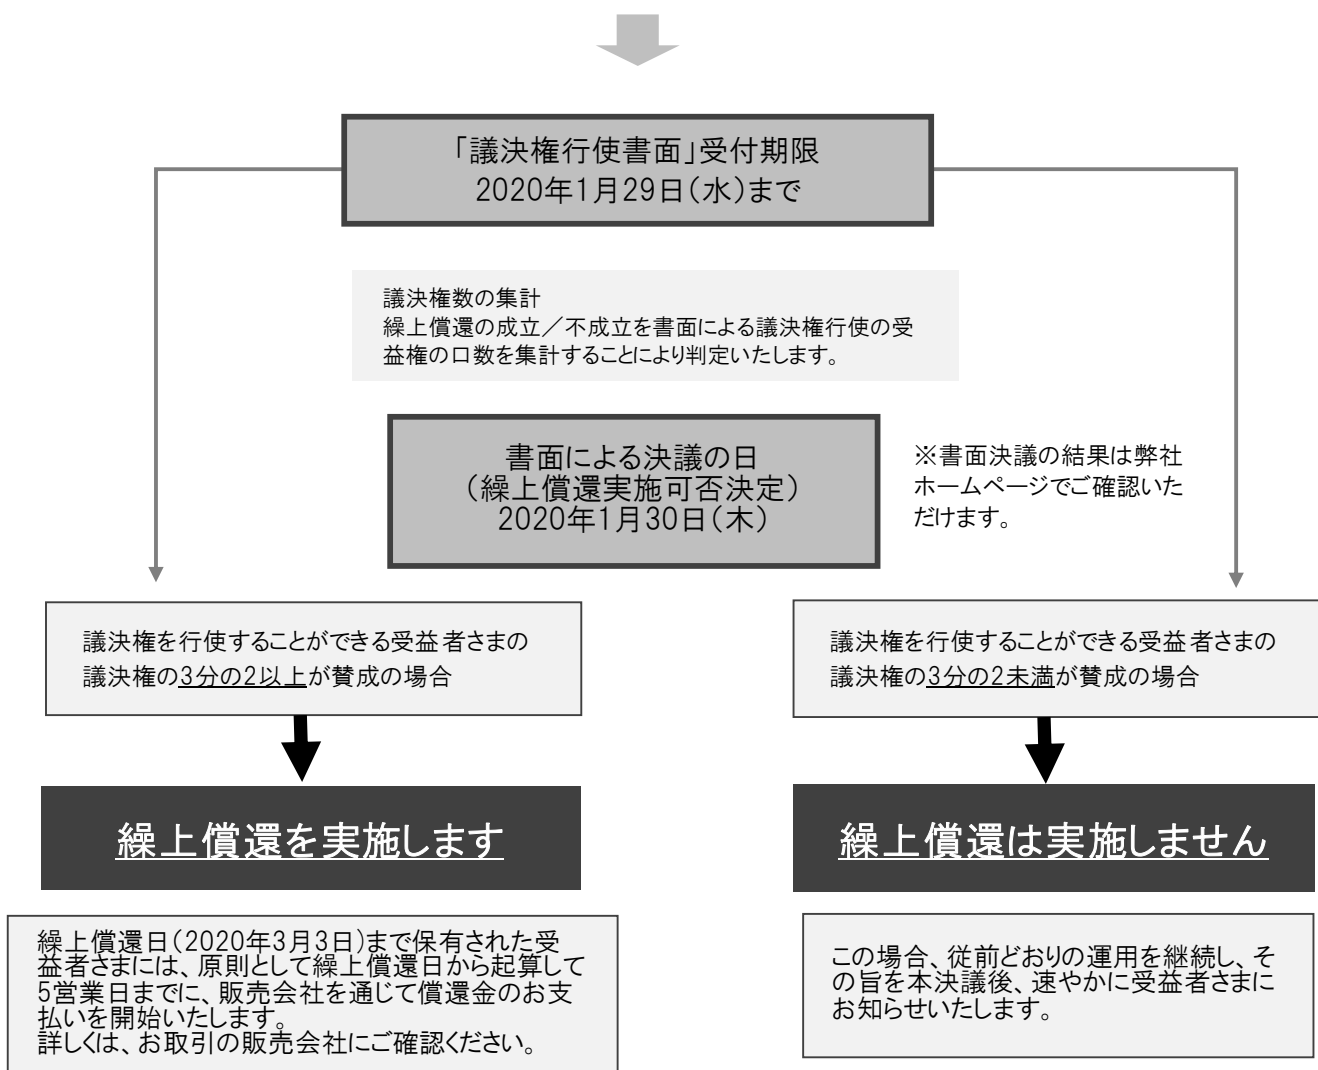 「議決権行使書面」受付期限
2020年1月29日(水)まで
議決権数の集計
繰上償還の成立／不成立を書面による議決権行使の受
益権の口数を集計することにより判定いたします。
書面による決議の日
(繰上償還実施可否決定)
2020年1月30日(木)
※書面決議の結果は弊社
ホームページでご確認いた
だけます。
議決権を行使することができる受益者さまの
議決権の3分の2以上が賛成の場合
繰上償還を実施します
繰上償還日(2020年3月3日)まで保有された受
益者さまには、原則として繰上償還日から起算して
5営業日までに、販売会社を通じて償還金のお支
払いを開始いたします。
詳しくは、お取引の販売会社にご確認ください。
議決権を行使することができる受益者さまの
議決権の3分の2未満が賛成の場合
繰上償還は実施しません
この場合、従前どおりの運用を継続し、そ
の旨を本決議後、速やかに受益者さまに
お知らせいたします。